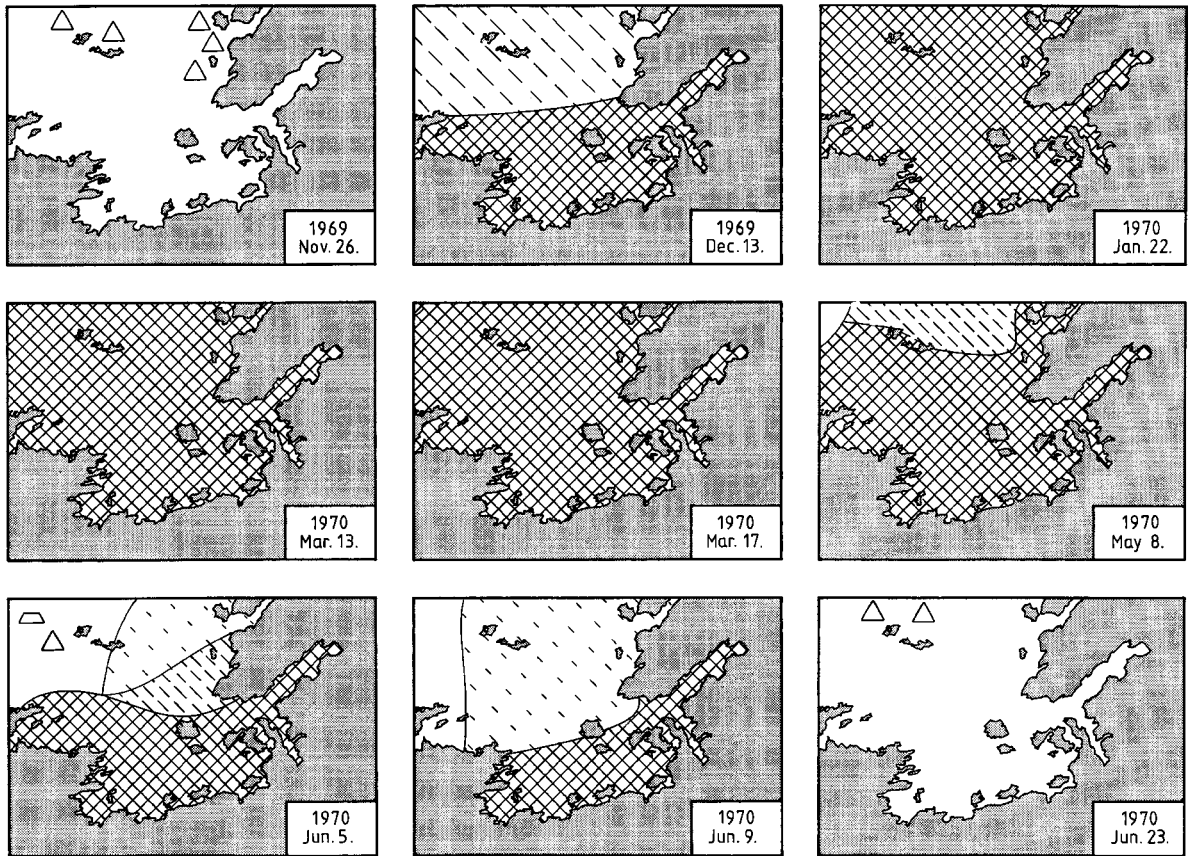 1969
Nov. 26.
1969
Dec. 13.
1970
Jan. 22.
1970
Mar. 13.
1970
Mar. 17.
1970
May 8.
1970
Jun. 5.
1970
Jun. 9.
1970
Jun. 23.